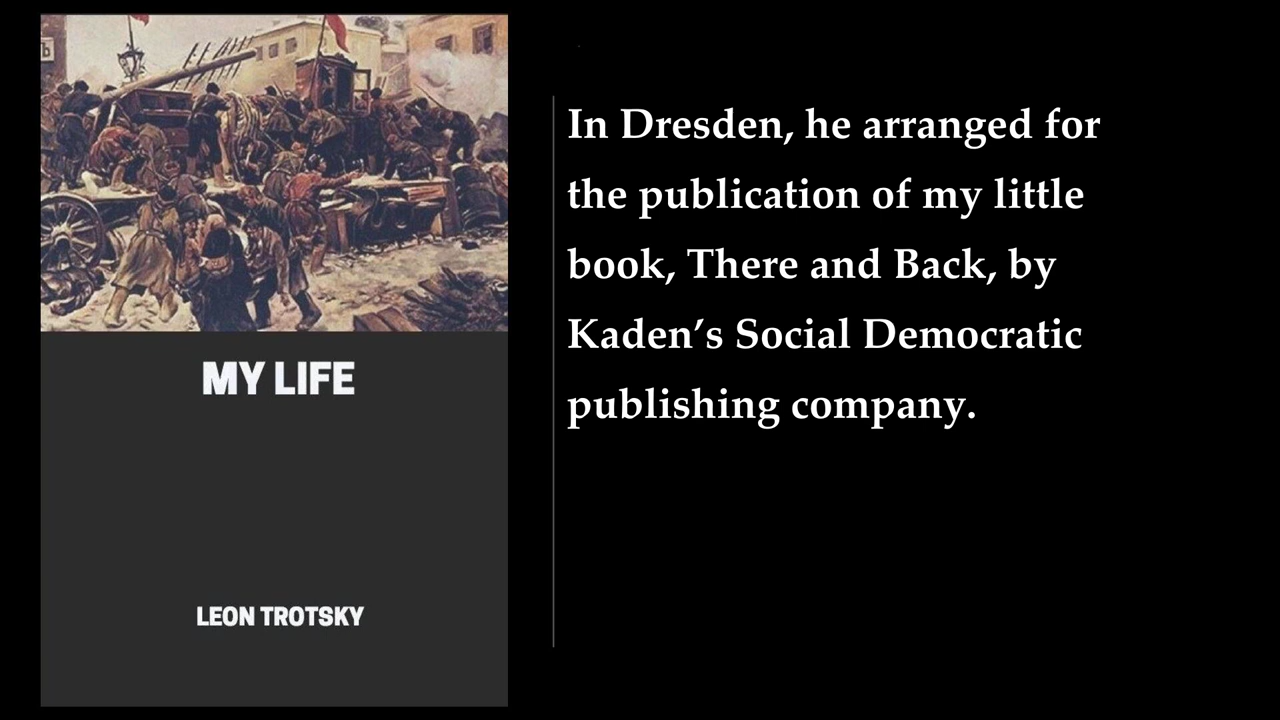 MY LIFE
LEON TROTSKY
In Dresden, he arranged for
the publication of my little
book, There and Back, by
Kaden’s Social Democratic
publishing company.